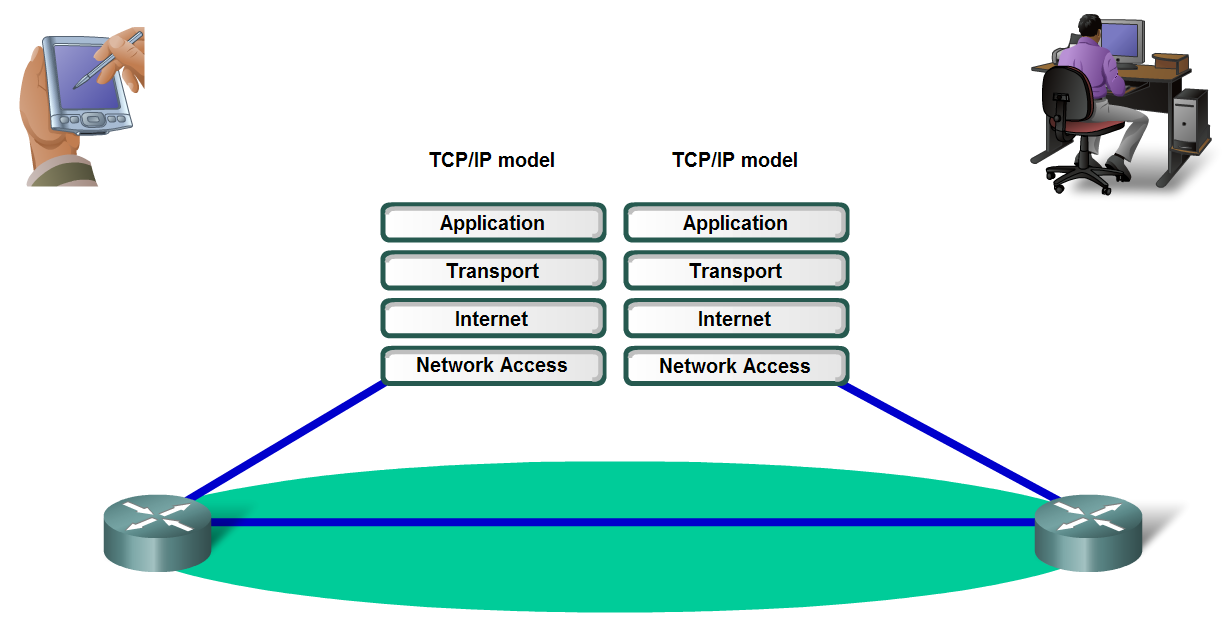 TCP/IP model TCP/IP model
Application Application
Transport Transport
Internet Internet
Network Access Network Access